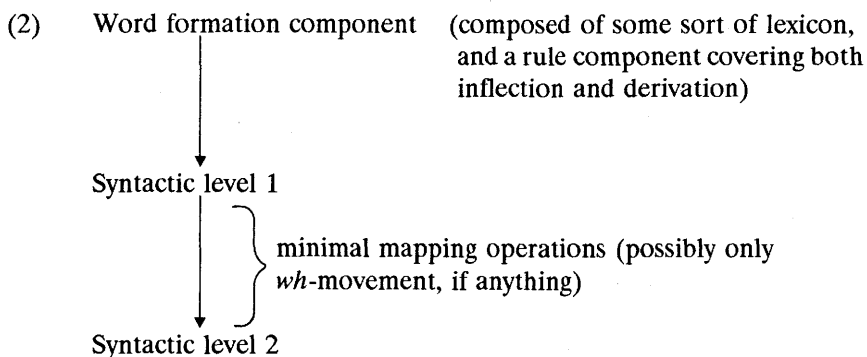 (2) Word formation component (composed of some sort of lexicon,
and a rule component covering both
inflection and derivation)
Syntactic level 1
minimal mapping operations (possibly only
wh-movement, if anything)
Syntactic level 2